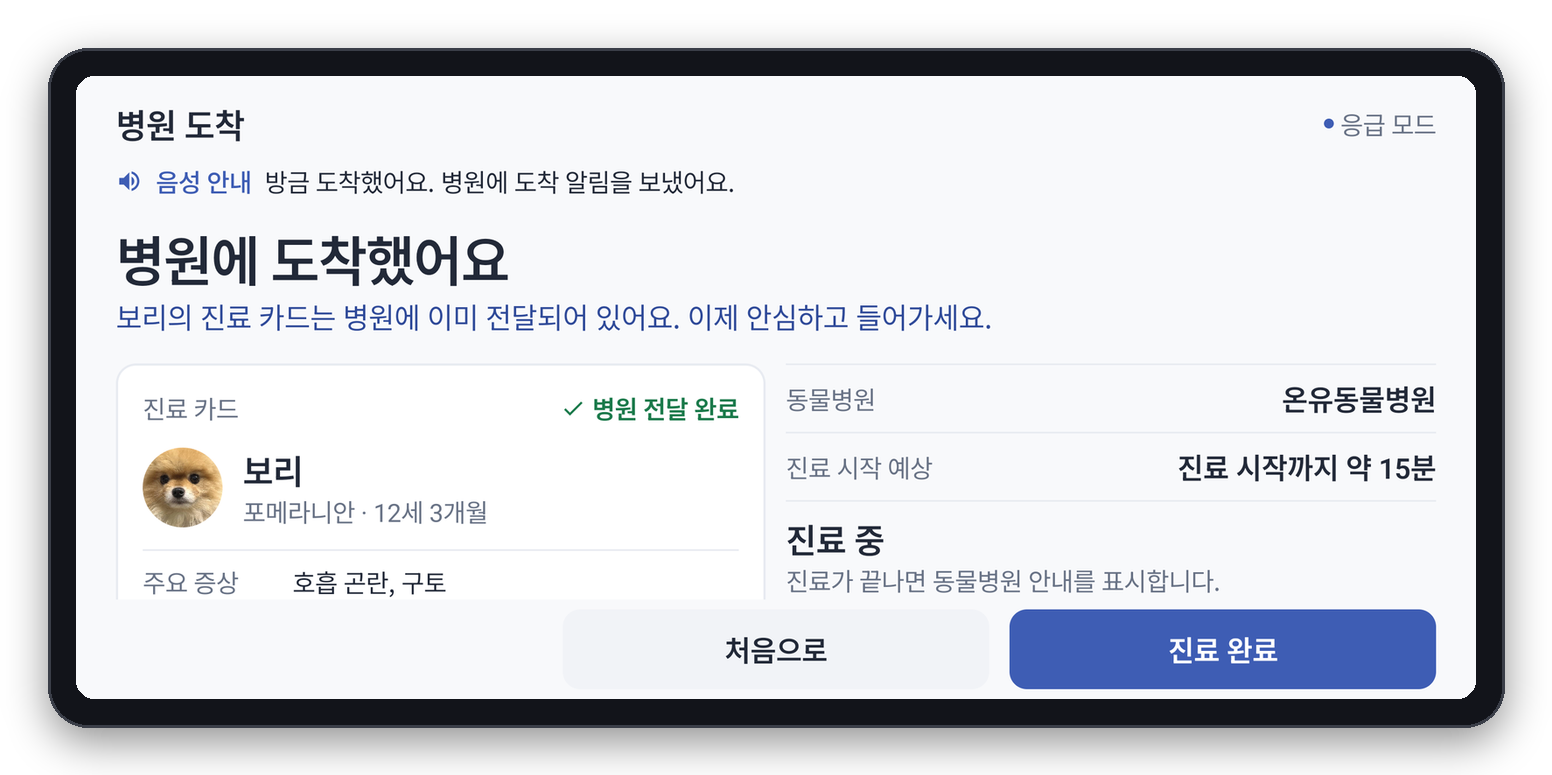 병원 도착
응급 모드
음성 안내 방금 도착했어요. 병원에 도착 알림을 보냈어요.
병원에 도착했어요
보리의 진료 카드는 병원에 이미 전달되어 있어요. 이제 안심하고 들어가세요.
진료 카드
병원 전달 완료
보리
포메라니안 · 12세 3개월
주요 증상 호흡 곤란, 구토
동물병원 온유동물병원
진료 시작 예상 진료 시작까지 약 15분
진료 중
진료가 끝나면 동물병원 안내를 표시합니다.
처음으로
진료 완료